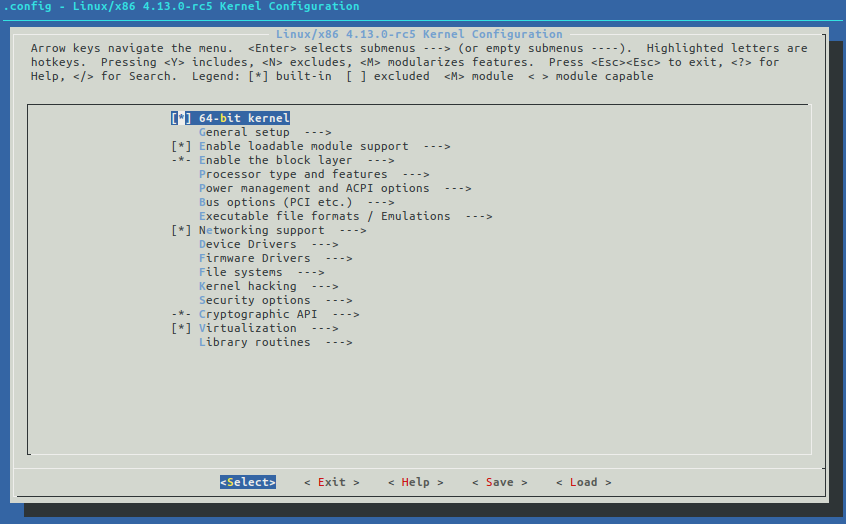 .config - Linux/x86 4.13.0-rc5 Kernel Configuration
Linux/x86 4.13.0-rc5 Kernel Configuration
Arrow keys navigate the menu.  <Enter> selects submenus ---> (or empty submenus ----).  Highlighted letters are
hotkeys.  Pressing <Y> includes, <N> excludes, <M> modularizes features.  Press <Esc><Esc> to exit, <?> for
Help, </> for Search.  Legend: [*] built-in  [ ] excluded  <M> module  < > module capable
[*] 64-bit kernel
General setup  --->
[*] Enable loadable module support  --->
-*- Enable the block layer  --->
Processor type and features  --->
Power management and ACPI options  --->
Bus options (PCI etc.)  --->
Executable file formats / Emulations  --->
[*] Networking support  --->
Device Drivers  --->
Firmware Drivers  --->
File systems  --->
Kernel hacking  --->
Security options  --->
-*- Cryptographic API  --->
[*] Virtualization  --->
Library routines  --->
<Select>    < Exit >    < Help >    < Save >    < Load >